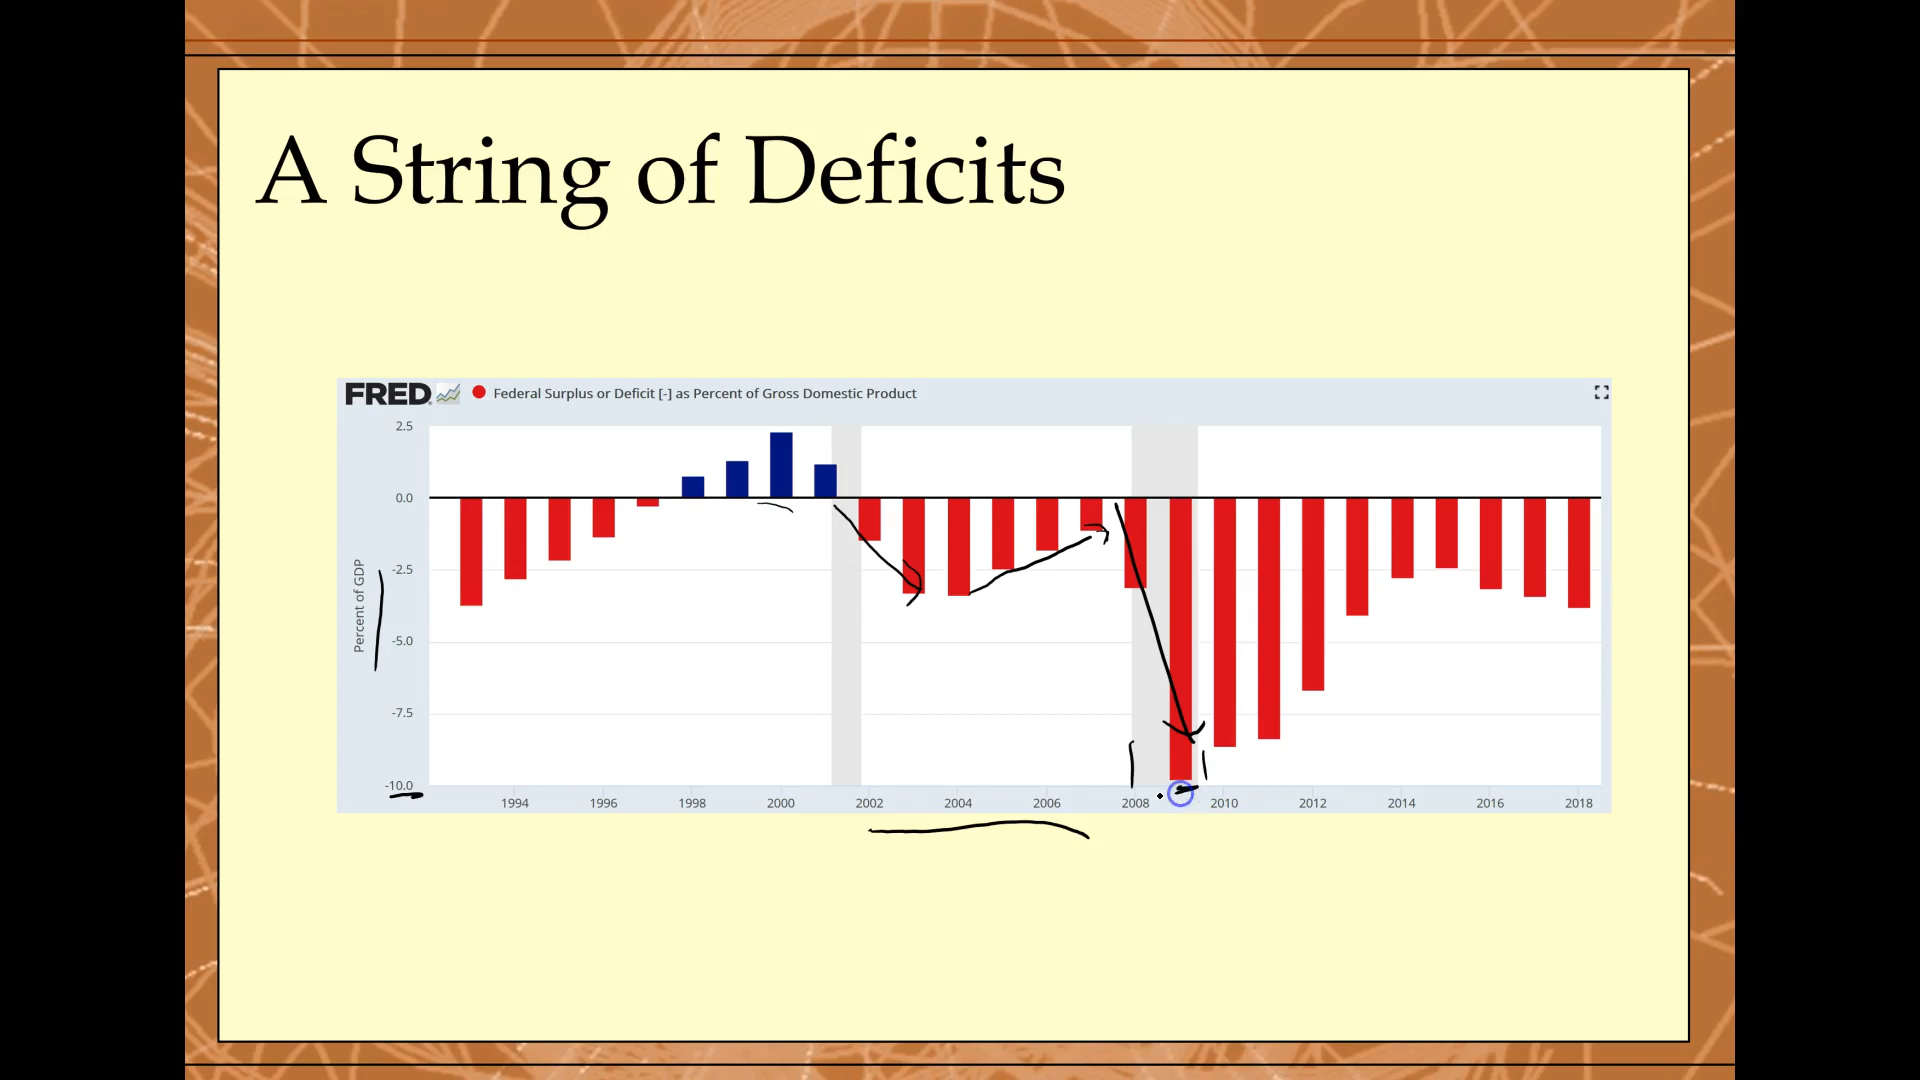 A String of Deficits
FRED Federal Surplus or Deficit [-] as Percent of Gross Domestic Product
Percent of GDP
2.5
0.0
-2.5
-5.0
-7.5
-10.0
1994 1996 1998 2000 2002 2004 2006 2008 2010 2012 2014 2016 2018